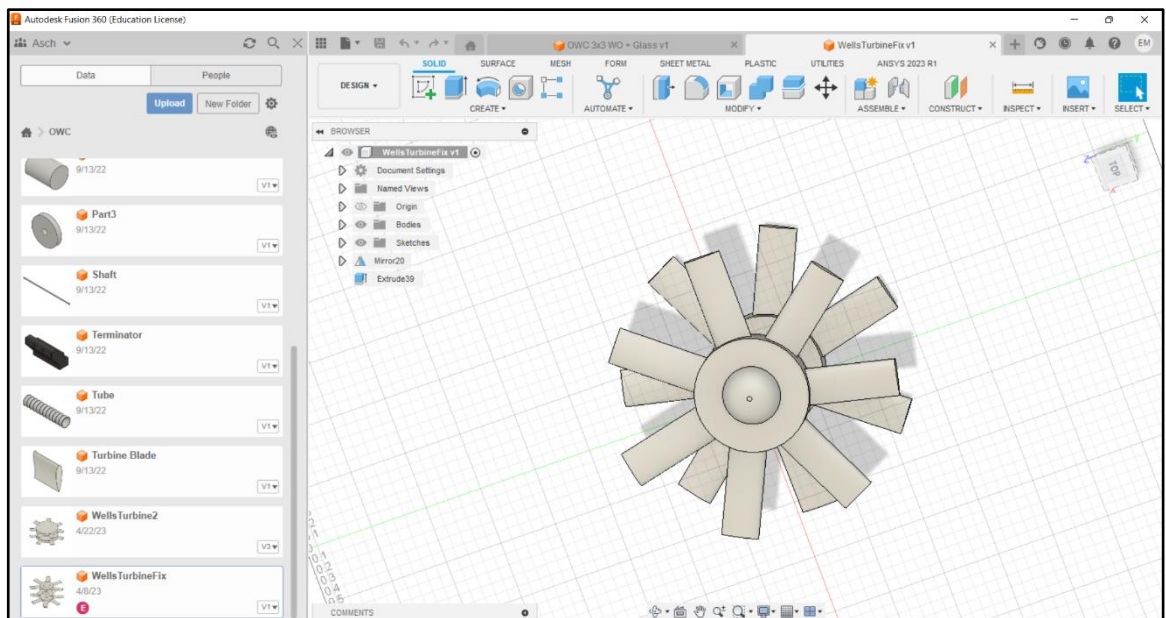 Autodesk Fusion 360 (Education License)
Asch
OWC 3x3 WO + Glass v1
WellsTurbineFix v1
EM
Data
People
Upload
New Folder
OWC
9/13/22
V1
Part3
9/13/22
V1
Shaft
9/13/22
V1
Terminator
9/13/22
V1
Tube
9/13/22
V1
Turbine Blade
9/13/22
V1
WellsTurbine2
4/22/23
V3
WellsTurbineFix
4/8/23
E
V1
DESIGN
SOLID SURFACE MESH FORM SHEET METAL PLASTIC UTILITIES ANSYS 2023 R1
CREATE AUTOMATE MODIFY ASSEMBLE CONSTRUCT INSPECT INSERT SELECT
BROWSER
WellsTurbineFix v1
Document Settings
Named Views
Origin
Bodies
Sketches
Mirror20
Extrude39
TOP
Z
Y
X
COMMENTS